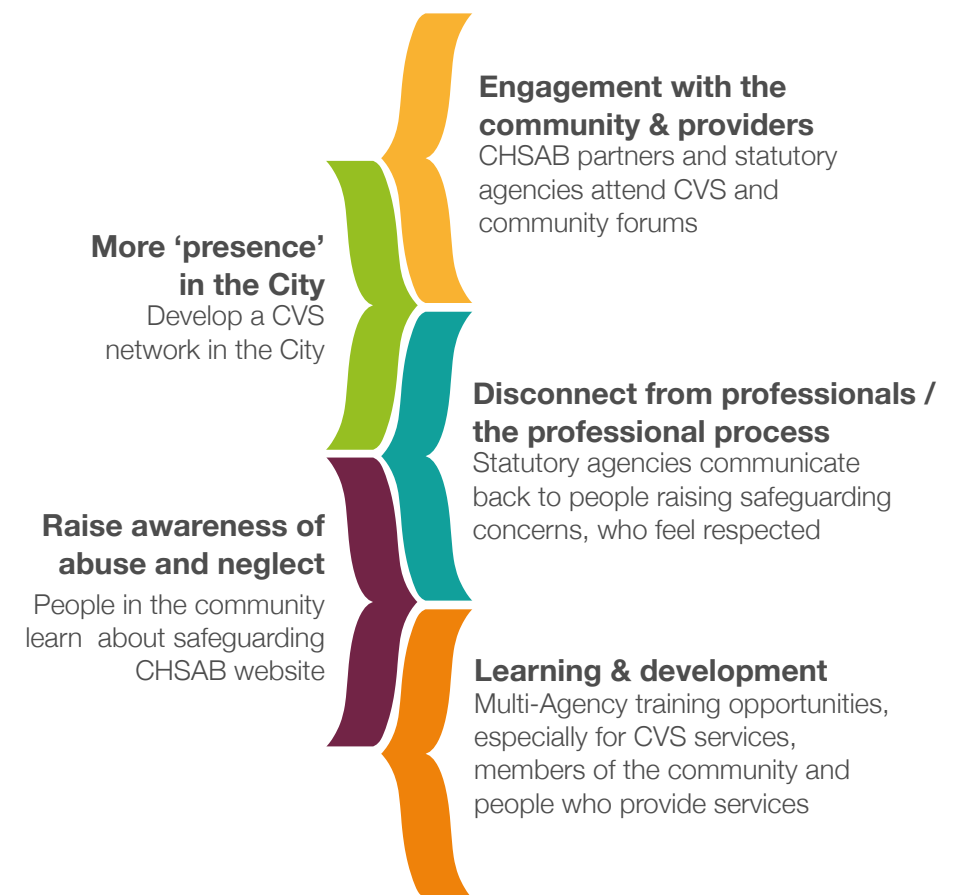 Engagement with the
community & providers
CHSAB partners and statutory
agencies attend CVS and
community forums
More ‘presence’
in the City
Develop a CVS
network in the City
Disconnect from professionals /
the professional process
Statutory agencies communicate
back to people raising safeguarding
concerns, who feel respected
Raise awareness of
abuse and neglect
People in the community
learn  about safeguarding
CHSAB website
Learning & development
Multi-Agency training opportunities,
especially for CVS services,
members of the community and
people who provide services